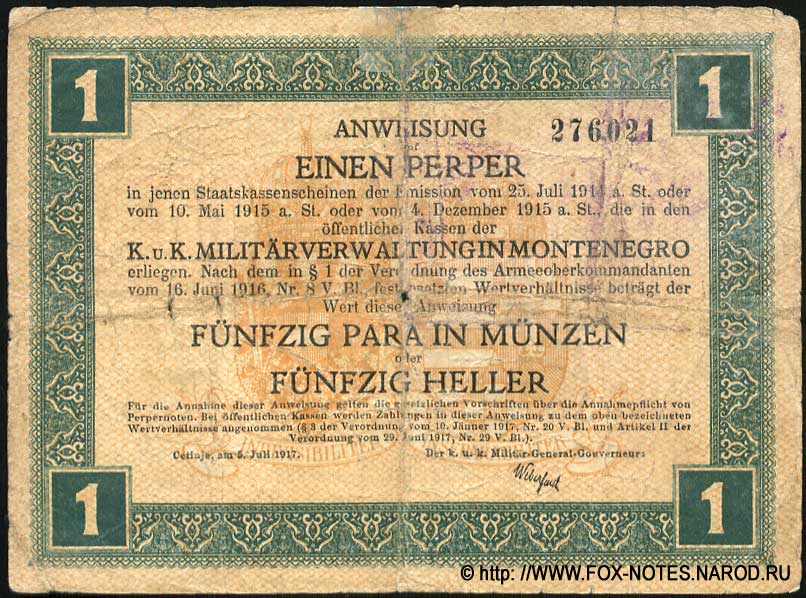 1 1
ANWEISUNG 276021
auf
EINEN PERPER
in jenen Staatskassenscheinen der Emission vom 25. Juli 1914 a. St. oder
vom 10. Mai 1915 a. St. oder vom 4. Dezember 1915 a. St., die in den
öffentlichen Kassen der
K. u. K. MILITÄRVERWALTUNG IN MONTENEGRO
erliegen. Nach dem in § 1 der Verordnung des Armeeoberkommandanten
vom 16. Juni 1916, Nr. 8 V. Bl., festgesetzten Wertverhältnisse beträgt der
Wert dieser Anweisung
FÜNFZIG PARA IN MÜNZEN
oder
FÜNFZIG HELLER
Für die Annahme dieser Anweisung gelten die gesetzlichen Vorschriften über die Annahmepflicht von
Perpernoten. Bei öffentlichen Kassen werden Zahlungen in dieser Anweisung zu dem oben bezeichneten
Wertverhältnisse angenommen (§ 3 der Verordnung vom 10. Jänner 1917, Nr. 20 V. Bl. und Artikel II der
Verordnung vom 29. Juni 1917, Nr. 29 V. Bl.).
Cetinje, am 5. Juli 1917. Der k. u. k. Militär-General-Gouverneur:
1 1
© http: //WWW.FOX-NOTES.NAROD.RU